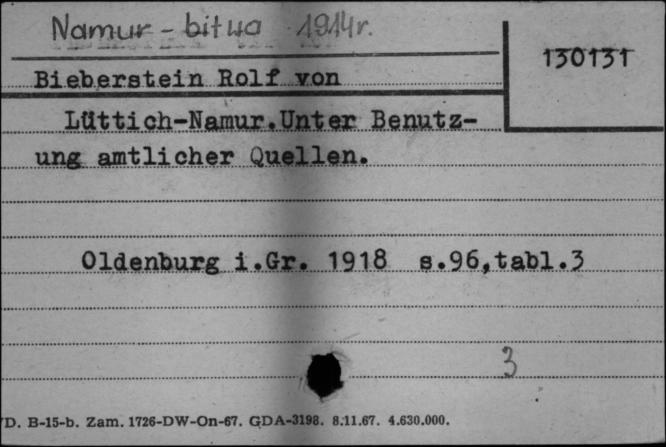 Namur - bitwa 1914r.
130131
Bieberstein Rolf von
Lüttich-Namur.Unter Benutz-
ung amtlicher Quellen.
Oldenburg i.Gr. 1918 s.96,tabl.3
3
D. B-15-b. Zam. 1726-DW-On-67. GDA-3198. 8.11.67. 4.630.000.